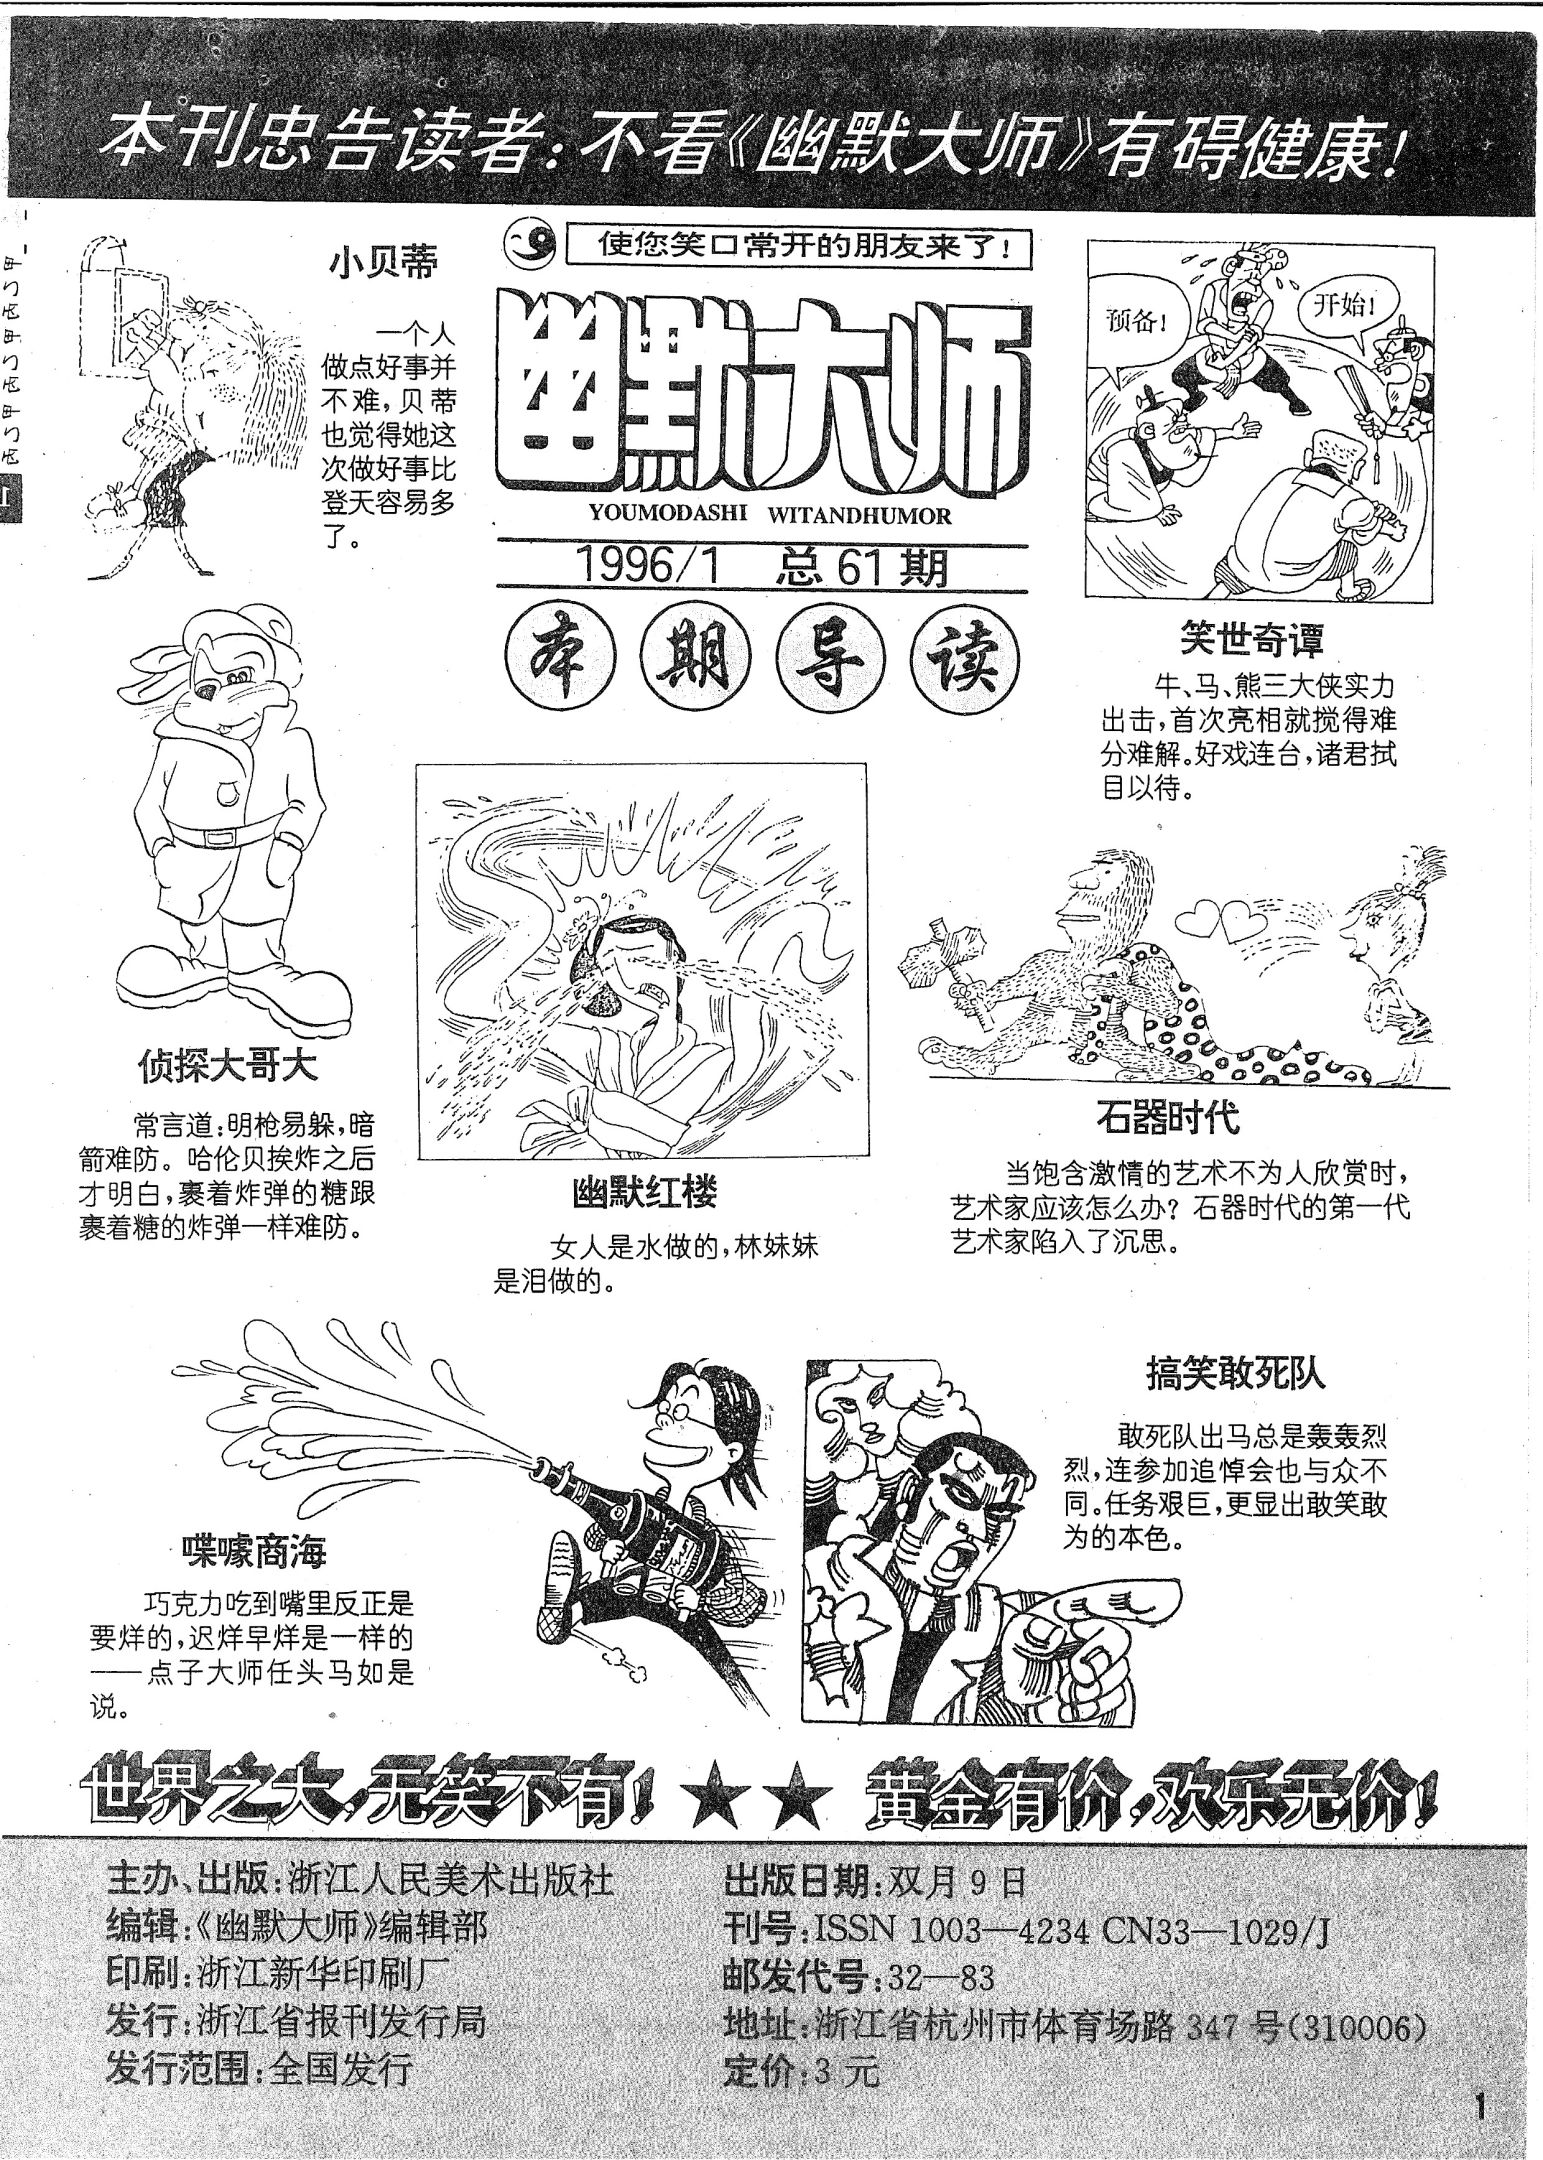 本刊忠告读者：不看《幽默大师》有碍健康！
使您笑口常开的朋友来了！
幽默大师
YOUMODASHI WITANDHUMOR
1996/1 总61期
本期导读
小贝蒂
一个人
做点好事并
不难，贝蒂
也觉得她这
次做好事比
登天容易多
了。
预备！
开始！
笑世奇谭
牛、马、熊三大侠实力
出击，首次亮相就搅得难
分难解。好戏连台，诸君拭
目以待。
侦探大哥大
常言道：明枪易躲，暗
箭难防。哈伦贝挨炸之后
才明白，裹着炸弹的糖跟
裹着糖的炸弹一样难防。
幽默红楼
女人是水做的，林妹妹
是泪做的。
石器时代
当饱含激情的艺术不为人欣赏时，
艺术家应该怎么办？石器时代的第一代
艺术家陷入了沉思。
喋噱商海
巧克力吃到嘴里反正是
要烊的，迟烊早烊是一样的
——点子大师任头马如是
说。
搞笑敢死队
敢死队出马总是轰轰烈
烈，连参加追悼会也与众不
同。任务艰巨，更显出敢笑敢
为的本色。
世界之大，无笑不有！★★ 黄金有价，欢乐无价！
主办、出版：浙江人民美术出版社
编辑：《幽默大师》编辑部
印刷：浙江新华印刷厂
发行：浙江省报刊发行局
发行范围：全国发行
出版日期：双月9日
刊号：ISSN 1003—4234 CN33—1029/J
邮发代号：32—83
地址：浙江省杭州市体育场路 347 号（310006）
定价：3 元
1